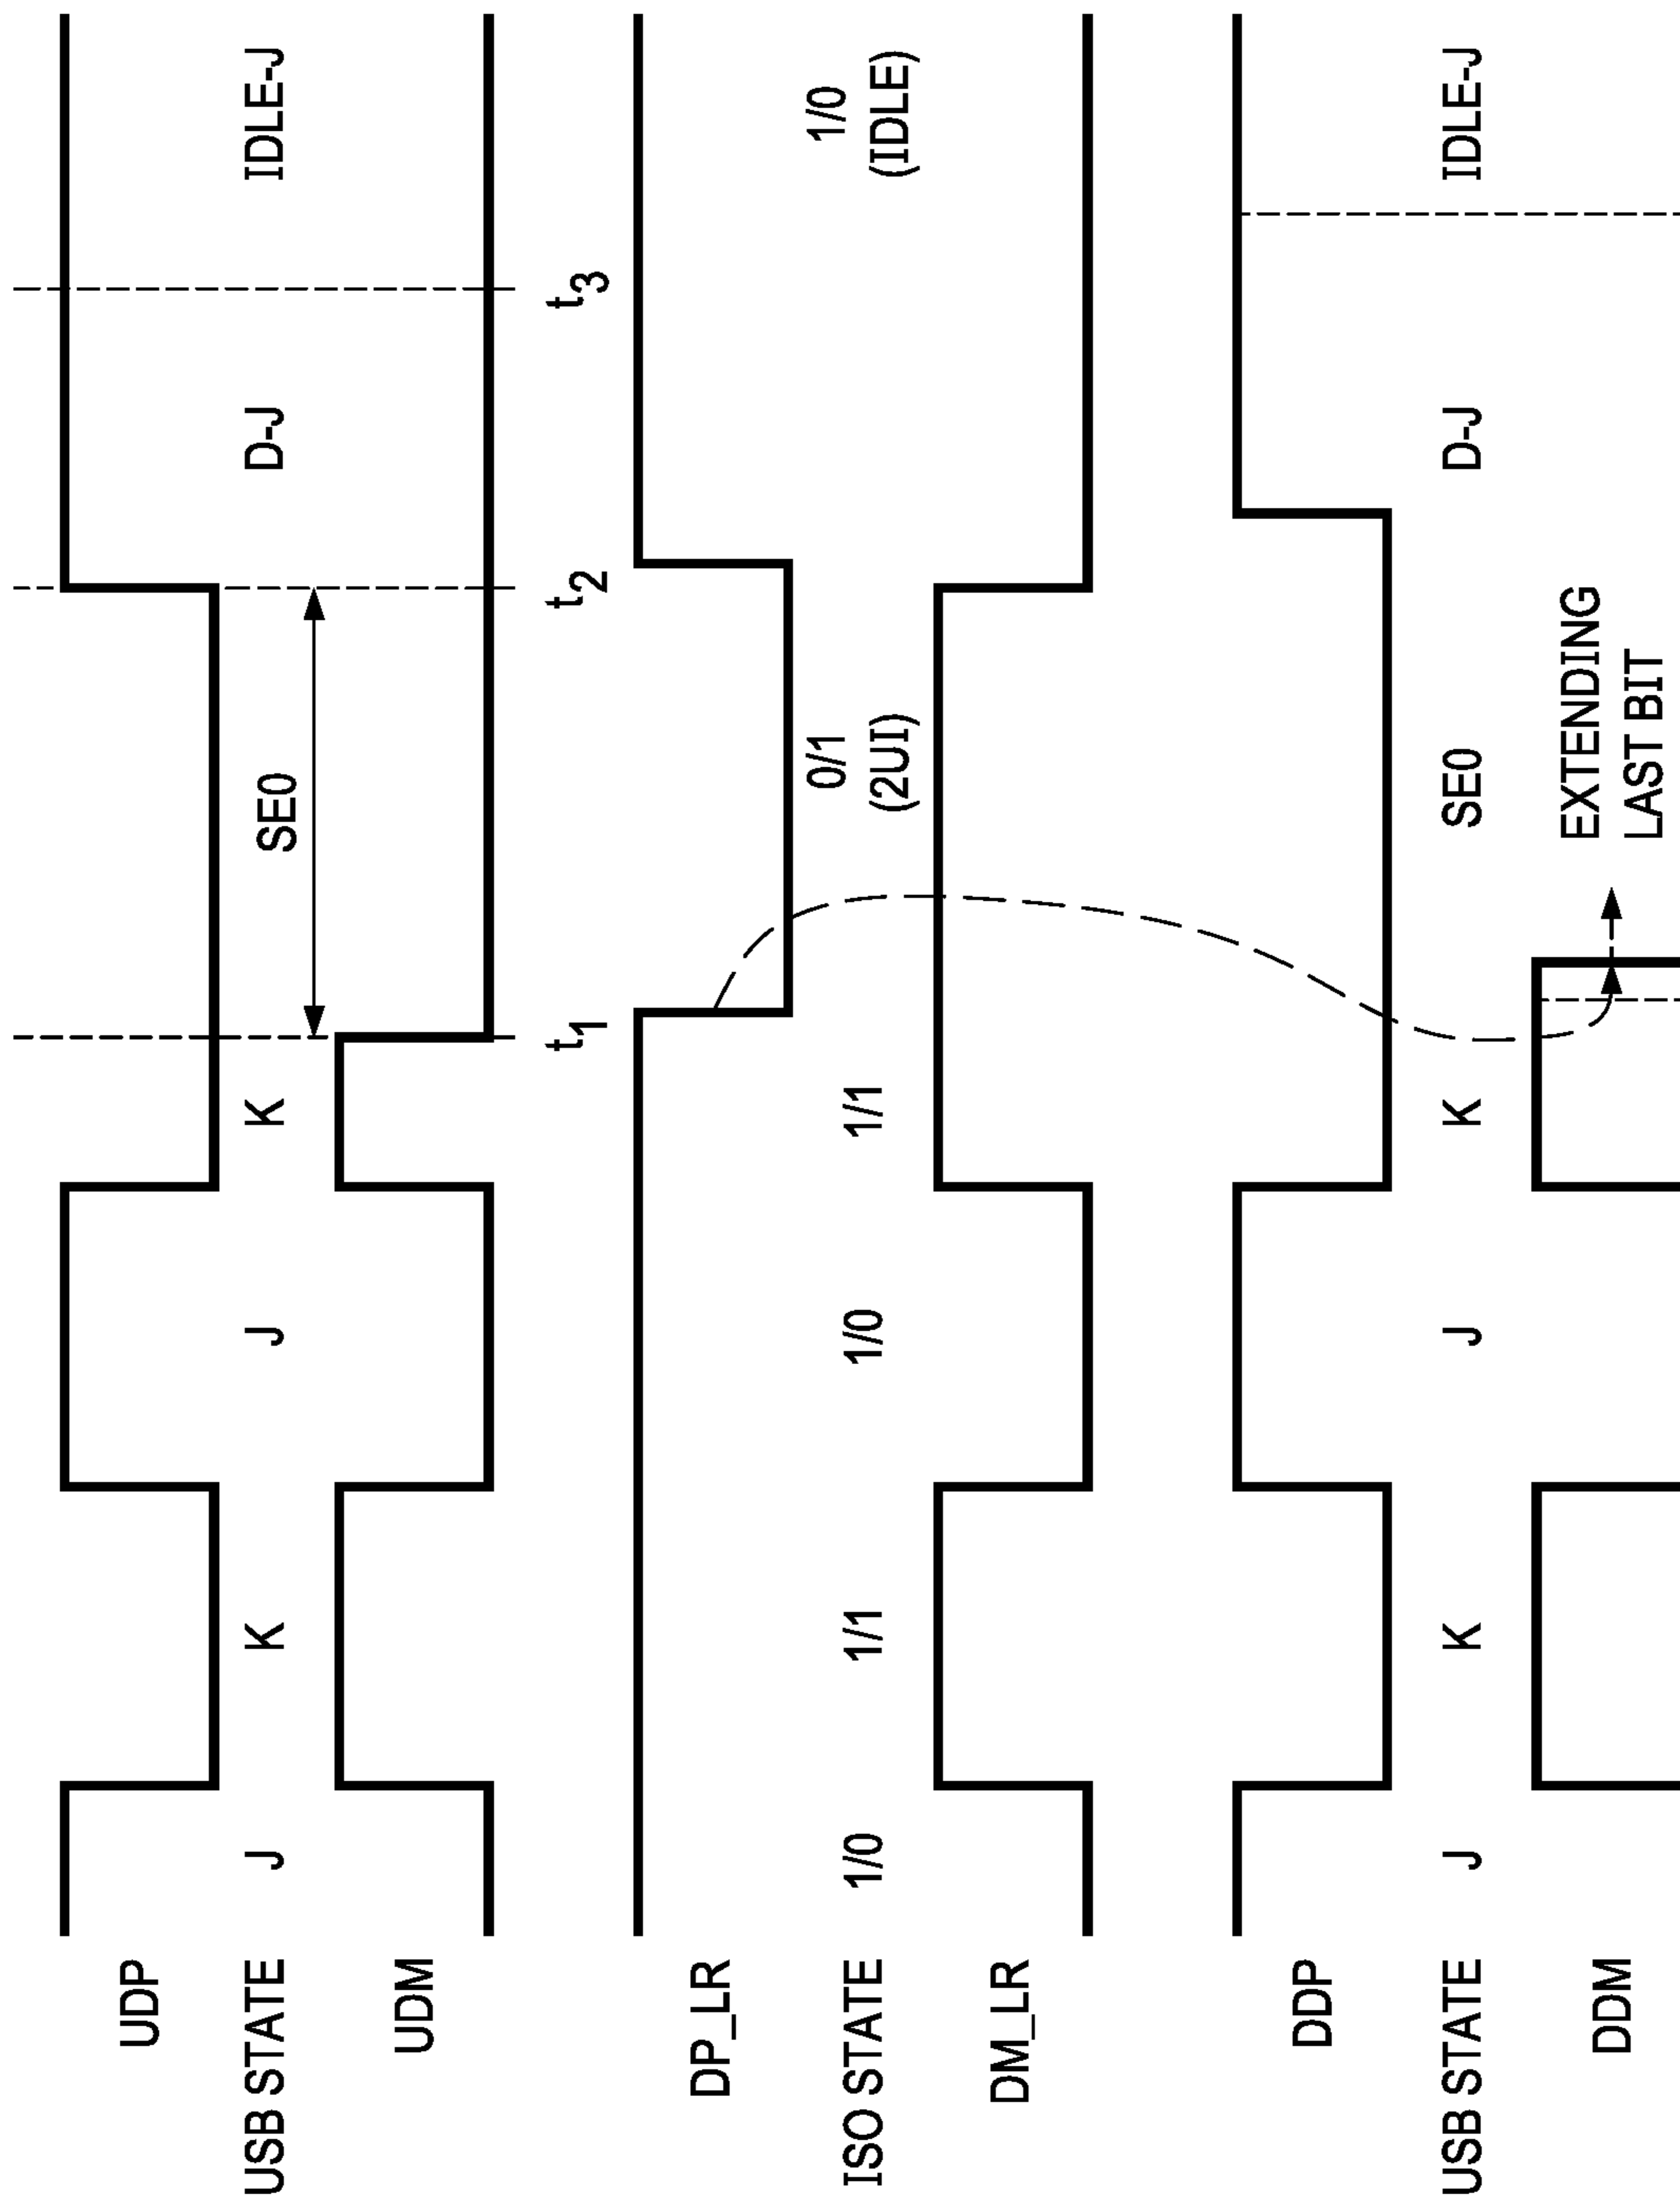 UDP
USB STATE J K J K SE0 D-J IDLE-J
UDM
t1 t2 t3
DP_LR
ISO STATE 1/0 1/1 1/0 1/1 0/1 (2UI) 1/0 (IDLE)
DM_LR
DDP
USB STATE J K J K SE0 D-J IDLE-J
DDM
EXTENDING
LAST BIT